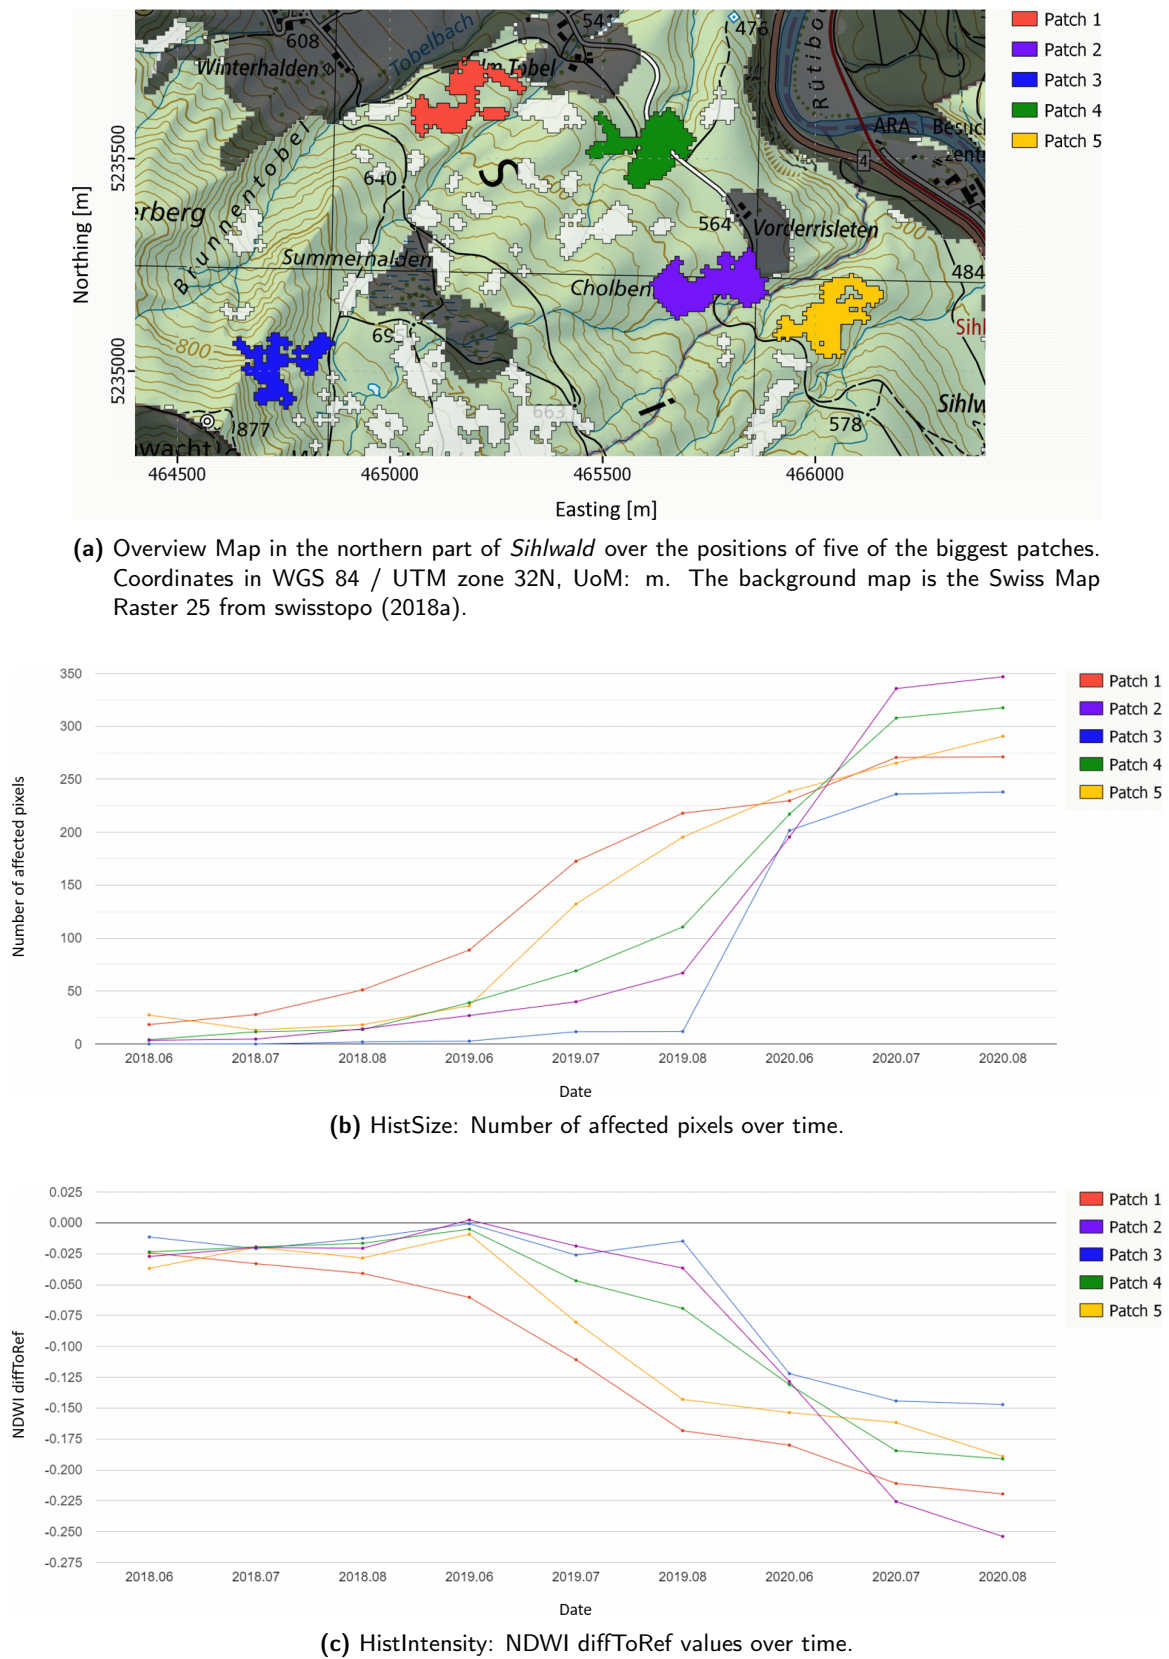 Patch 1
Patch 2
Patch 3
Patch 4
Patch 5
608
Tobelbach
541
476
Winterhalden
Im Tobel
Rütibo
ARA
Besuc
zent
4
Brunnentobel
640
S
erberg
564
Vorderrisleten
500
Summerhalden
Cholben
484
695
Sihl
800
i
663
Sihlw
578
877
wacht
Northing [m]
5235500
5235000
464500
465000
465500
466000
Easting [m]
(a) Overview Map in the northern part of Sihlwald over the positions of five of the biggest patches.
Coordinates in WGS 84 / UTM zone 32N, UoM: m. The background map is the Swiss Map
Raster 25 from swisstopo (2018a).
350
300
250
200
150
100
50
0
Number of affected pixels
2018.06
2018.07
2018.08
2019.06
2019.07
2019.08
2020.06
2020.07
2020.08
Date
Patch 1
Patch 2
Patch 3
Patch 4
Patch 5
(b) HistSize: Number of affected pixels over time.
0.025
0.000
-0.025
-0.050
-0.075
-0.100
-0.125
-0.150
-0.175
-0.200
-0.225
-0.250
-0.275
NDWI diffToRef
2018.06
2018.07
2018.08
2019.06
2019.07
2019.08
2020.06
2020.07
2020.08
Date
Patch 1
Patch 2
Patch 3
Patch 4
Patch 5
(c) HistIntensity: NDWI diffToRef values over time.